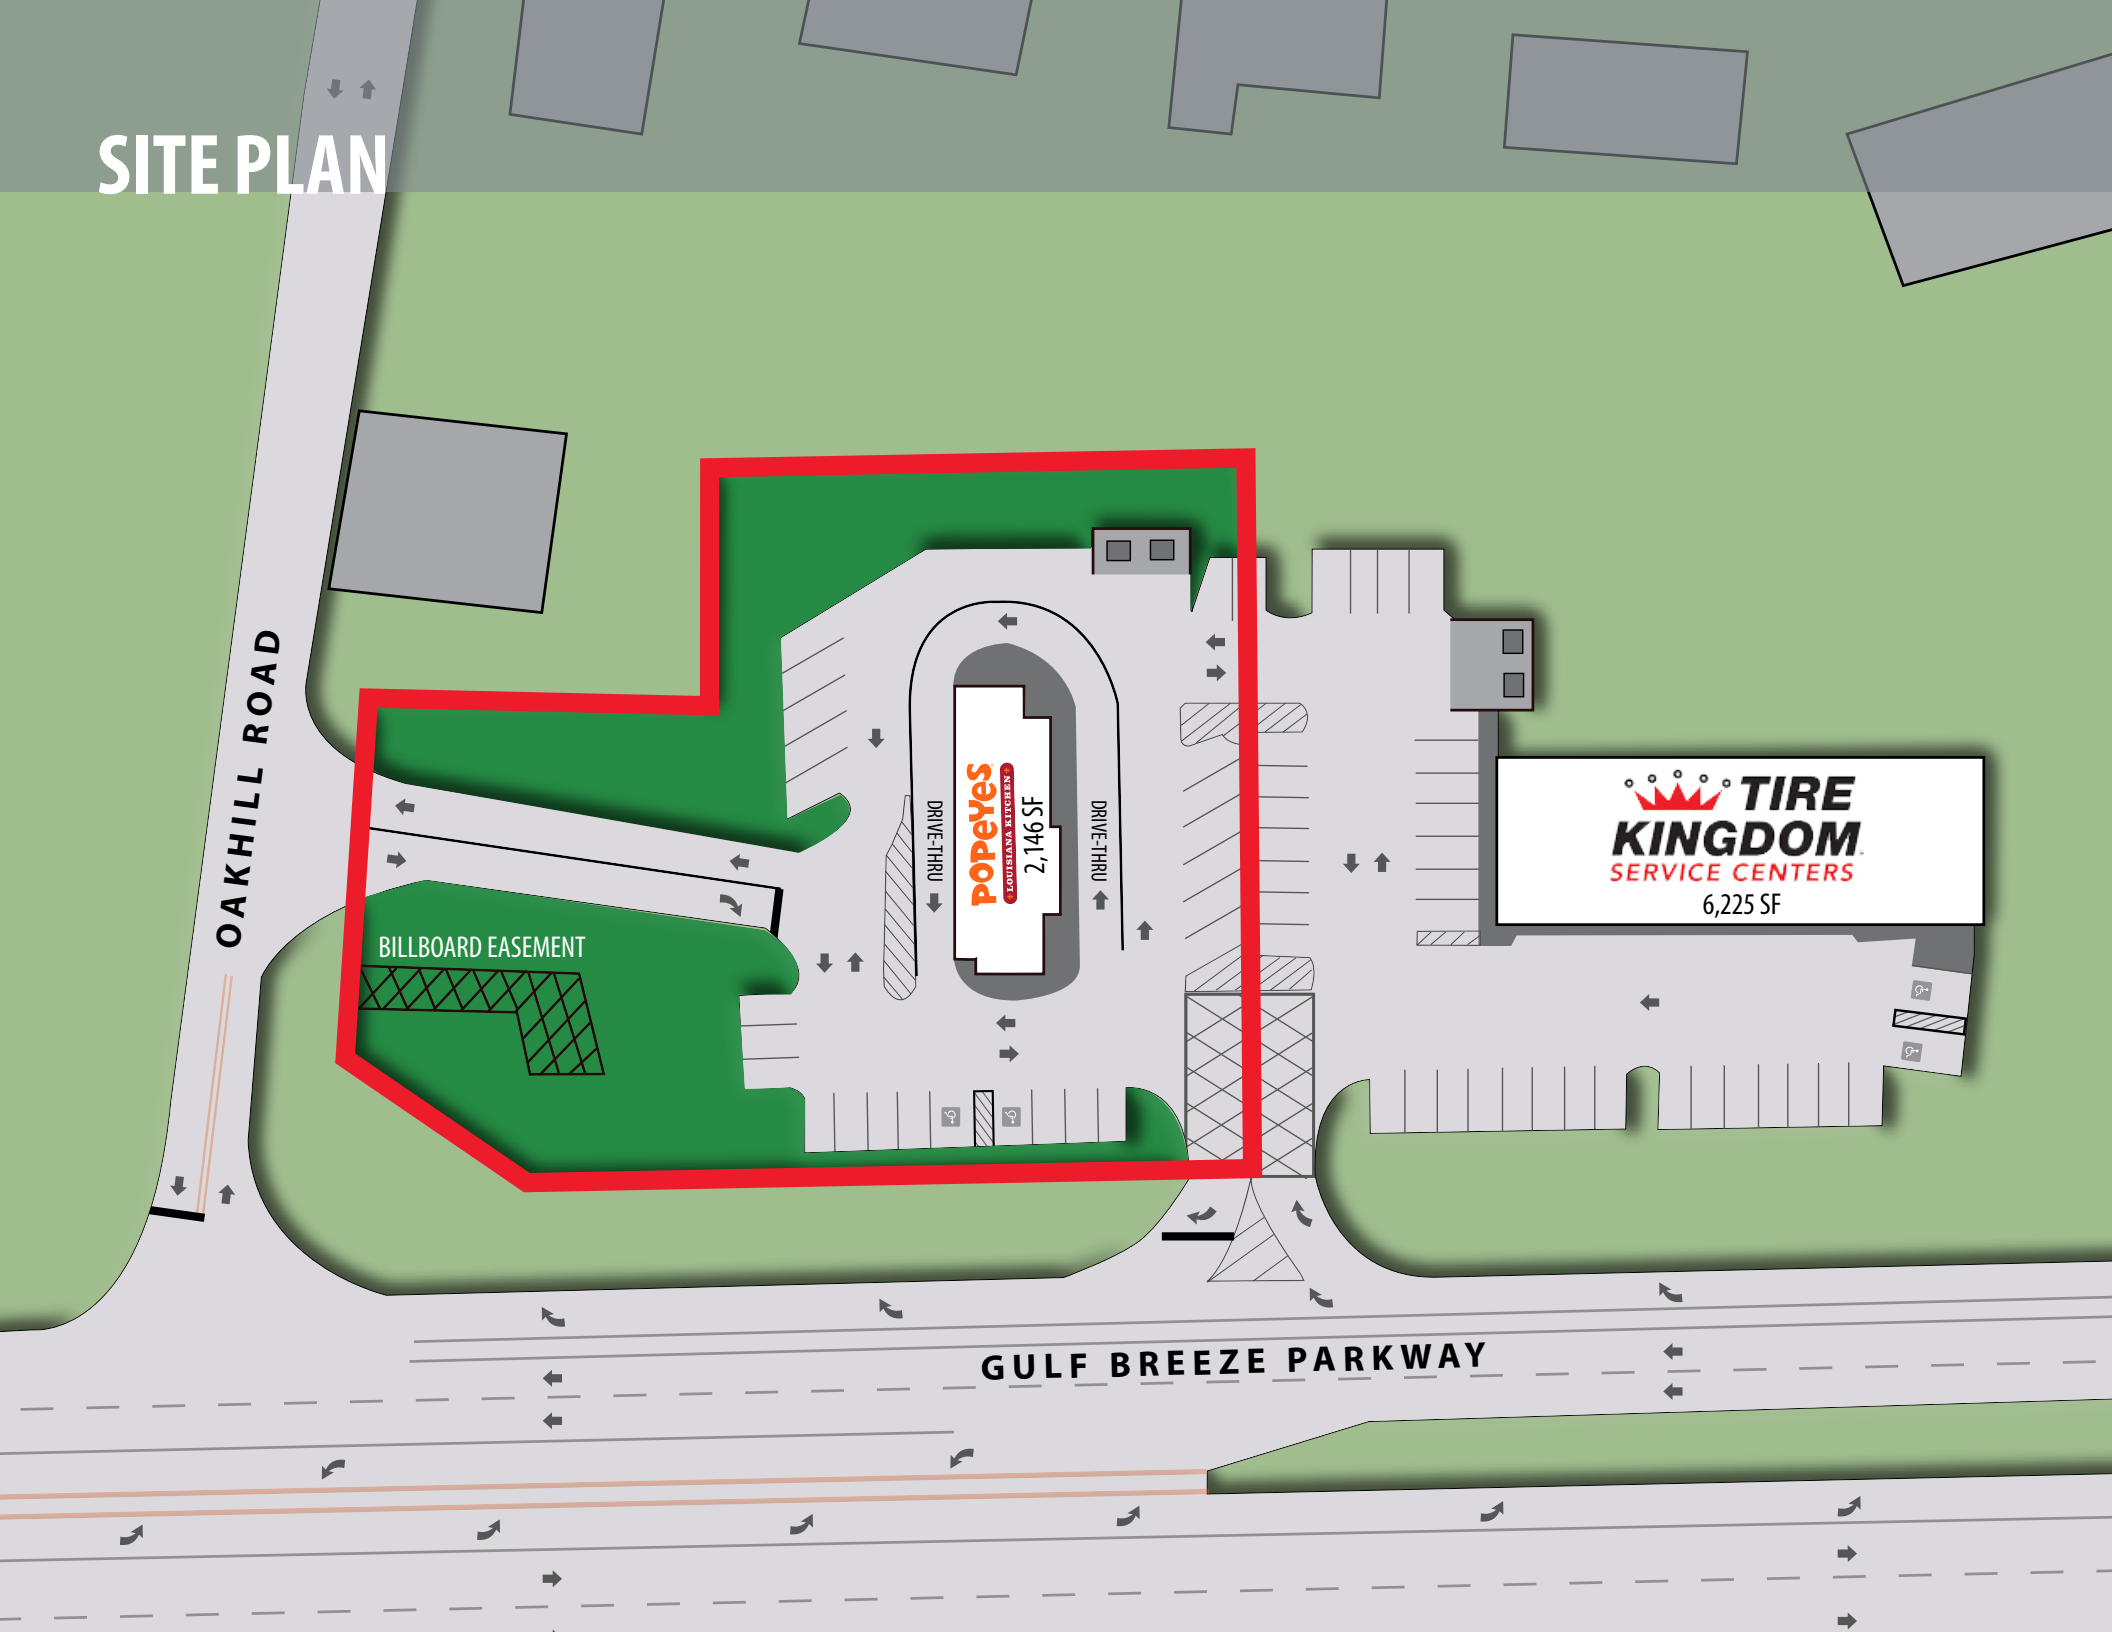 SITE PLAN
OAKHILL ROAD
BILLBOARD EASEMENT
DRIVE-THRU
POPEYES
LOUISIANA KITCHEN
2,146 SF
DRIVE-THRU
TIRE
KINGDOM
SERVICE CENTERS
6,225 SF
GULF BREEZE PARKWAY